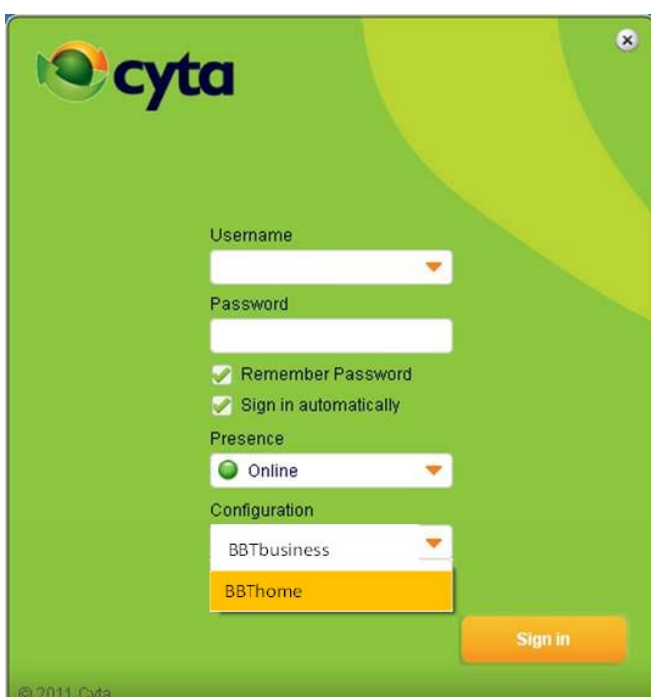 cyta
Username
Password
Remember Password
Sign in automatically
Presence
Online
Configuration
BBTbusiness
BBThome
Sign in
© 2011 Cyta